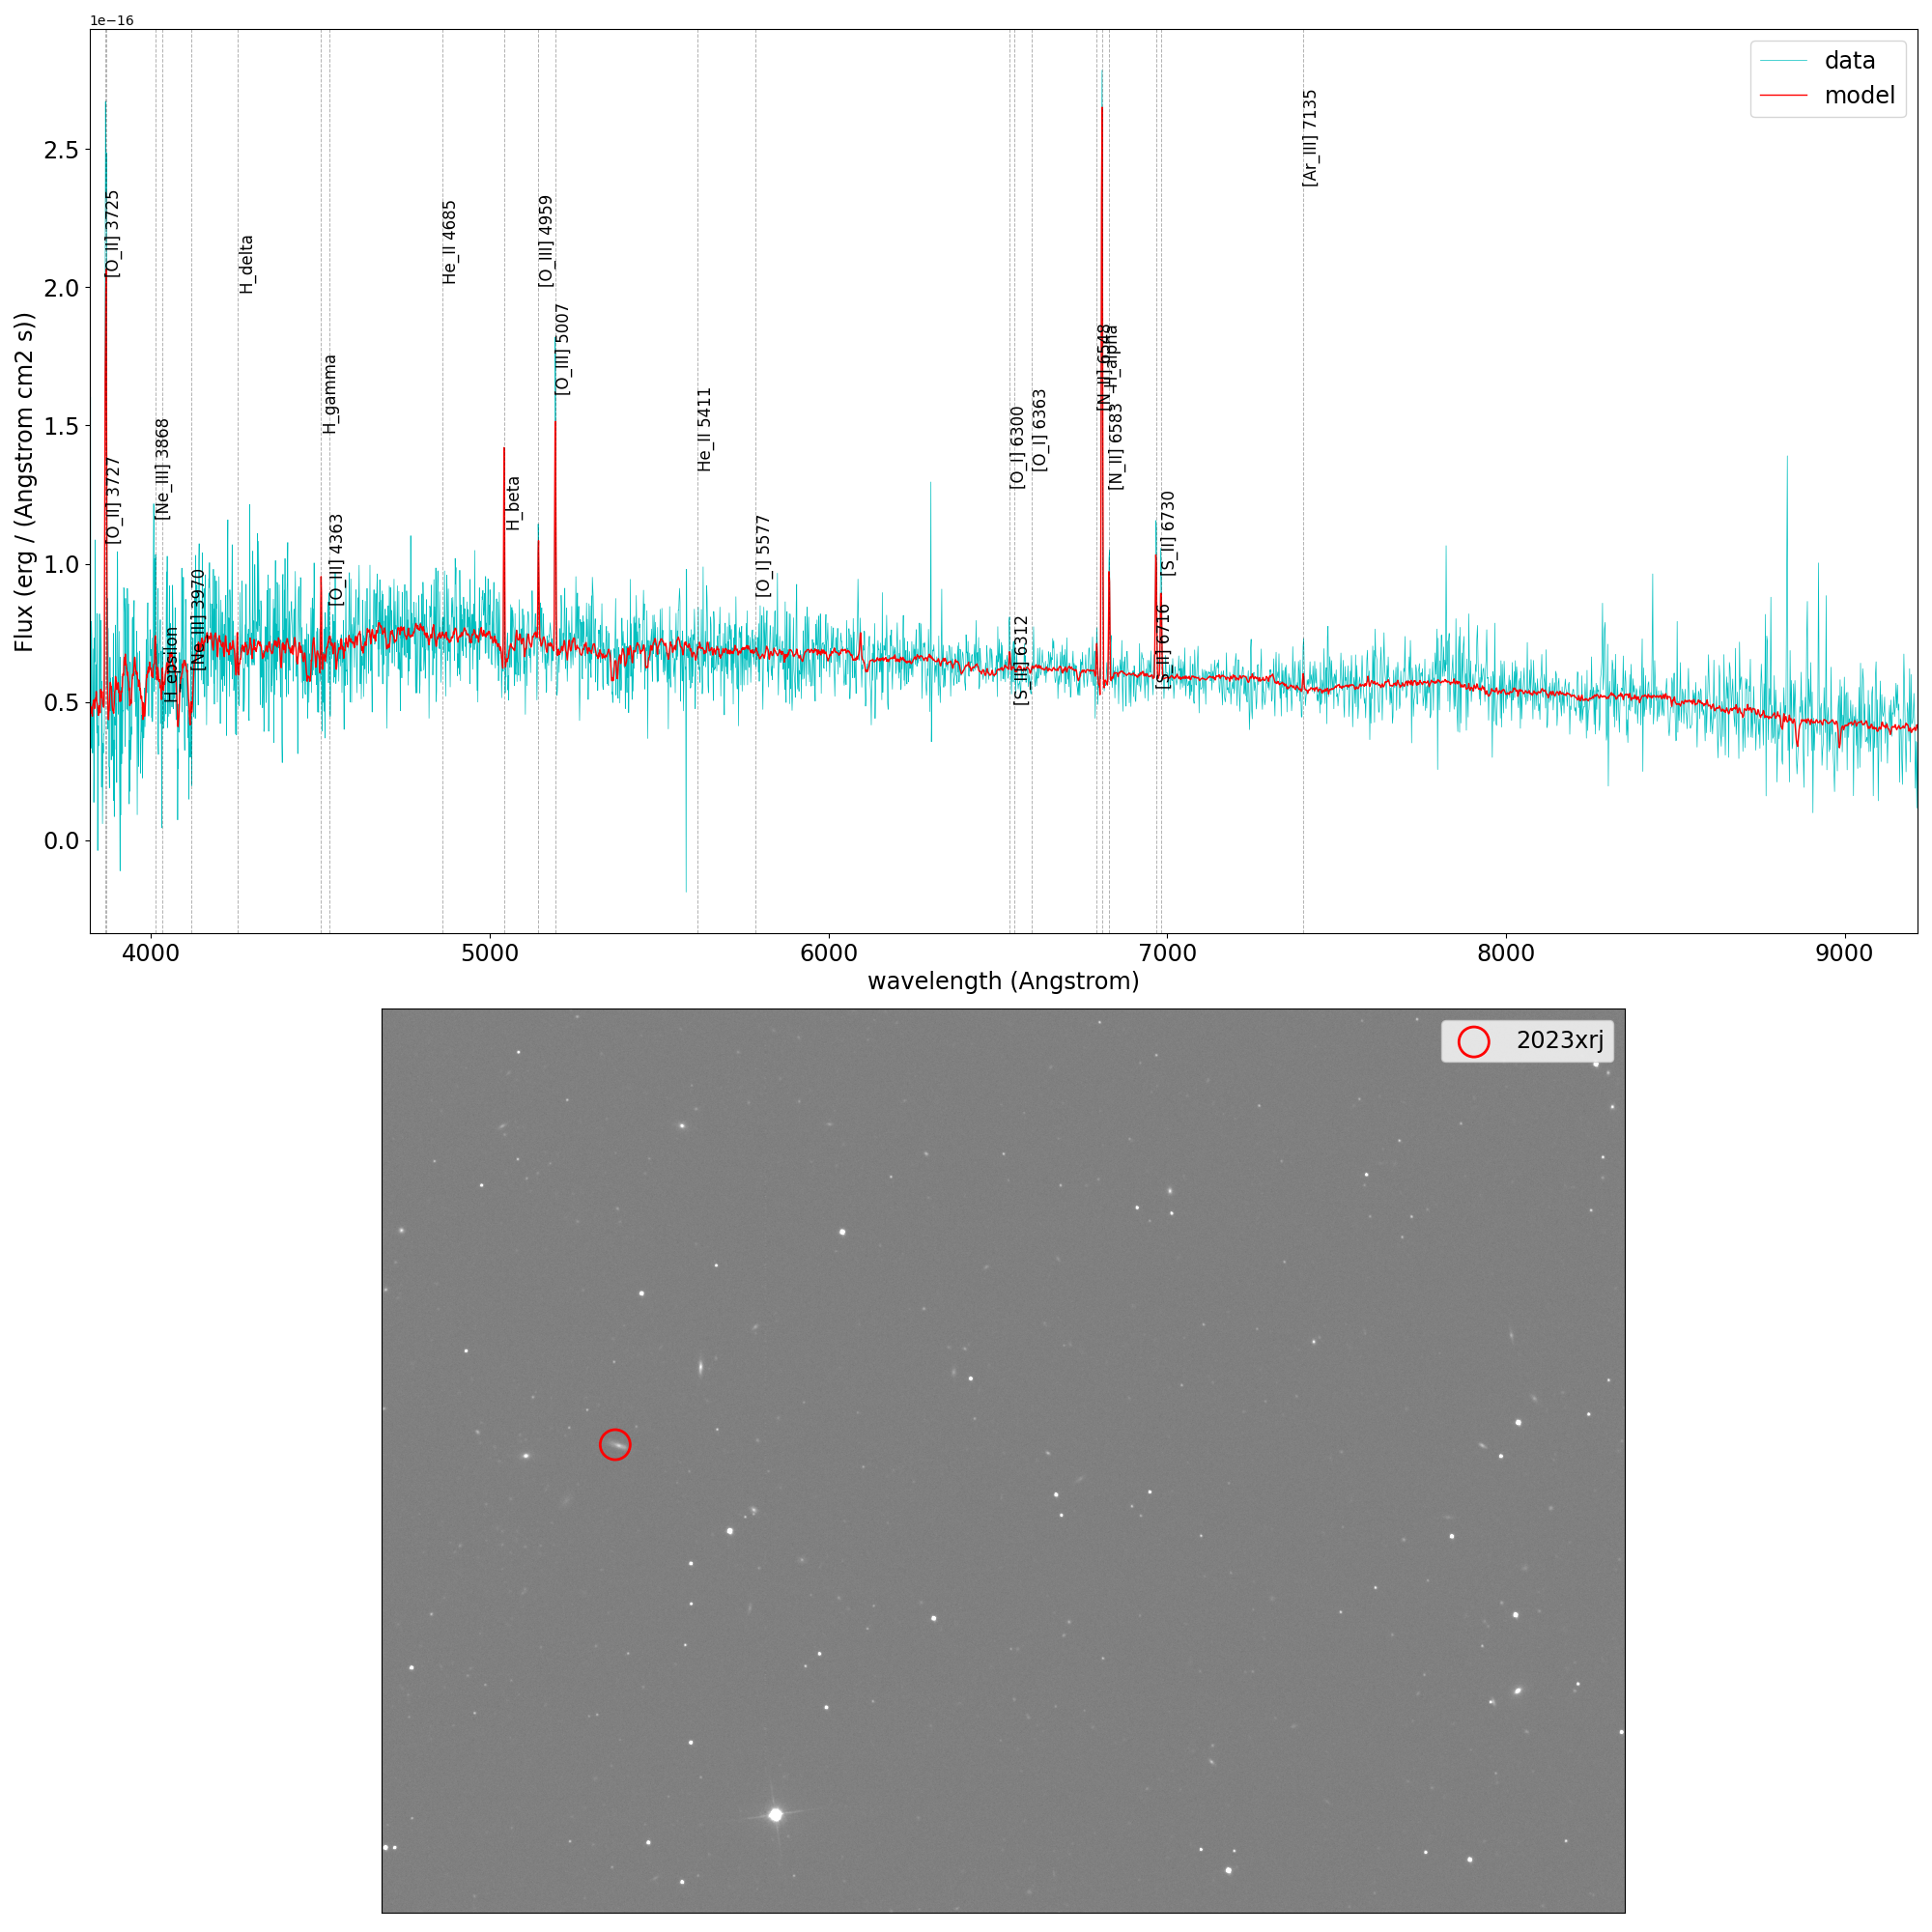 1e−16
data
model
2.5
2.0
1.5
1.0
0.5
0.0
Flux (erg / (Angstrom cm2 s))
[O_II] 3725
[O_II] 3727
[Ne_III] 3868
H_epsilon
[Ne_III] 3970
H_delta
H_gamma
[O_III] 4363
He_II 4685
H_beta
[O_III] 4959
[O_III] 5007
He_II 5411
[O_I] 5577
[O_I] 6300
[S_III] 6312
[O_I] 6363
[N_II] 6548
H_alpha
[N_II] 6583
[S_II] 6716
[S_II] 6730
[Ar_III] 7135
4000
5000
6000
7000
8000
9000
wavelength (Angstrom)
2023xrj